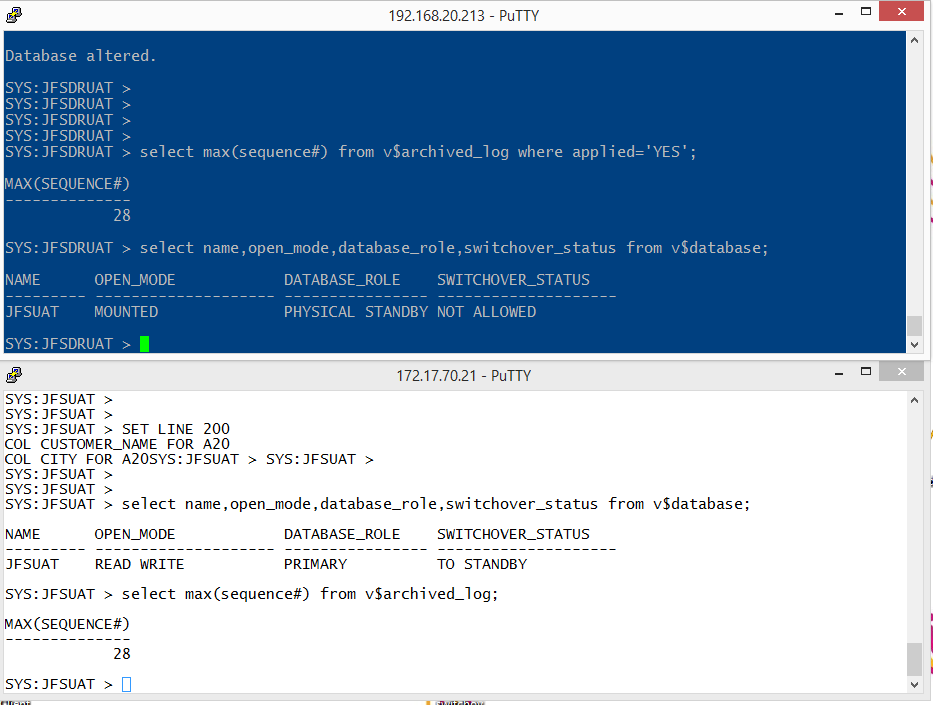 192.168.20.213 - PuTTY
Database altered.
SYS:JFSDRUAT >
SYS:JFSDRUAT >
SYS:JFSDRUAT >
SYS:JFSDRUAT >
SYS:JFSDRUAT > select max(sequence#) from v$archived_log where applied='YES';
MAX(SEQUENCE#)
--------------
28
SYS:JFSDRUAT > select name,open_mode,database_role,switchover_status from v$database;
NAME OPEN_MODE DATABASE_ROLE SWITCHOVER_STATUS
--------- -------------------- ---------------- --------------------
JFSUAT MOUNTED PHYSICAL STANDBY NOT ALLOWED
SYS:JFSDRUAT >
172.17.70.21 - PuTTY
SYS:JFSUAT >
SYS:JFSUAT >
SYS:JFSUAT > SET LINE 200
COL CUSTOMER_NAME FOR A20
COL CITY FOR A20SYS:JFSUAT > SYS:JFSUAT >
SYS:JFSUAT >
SYS:JFSUAT >
SYS:JFSUAT > select name,open_mode,database_role,switchover_status from v$database;
NAME OPEN_MODE DATABASE_ROLE SWITCHOVER_STATUS
--------- -------------------- ---------------- --------------------
JFSUAT READ WRITE PRIMARY TO STANDBY
SYS:JFSUAT > select max(sequence#) from v$archived_log;
MAX(SEQUENCE#)
--------------
28
SYS:JFSUAT >